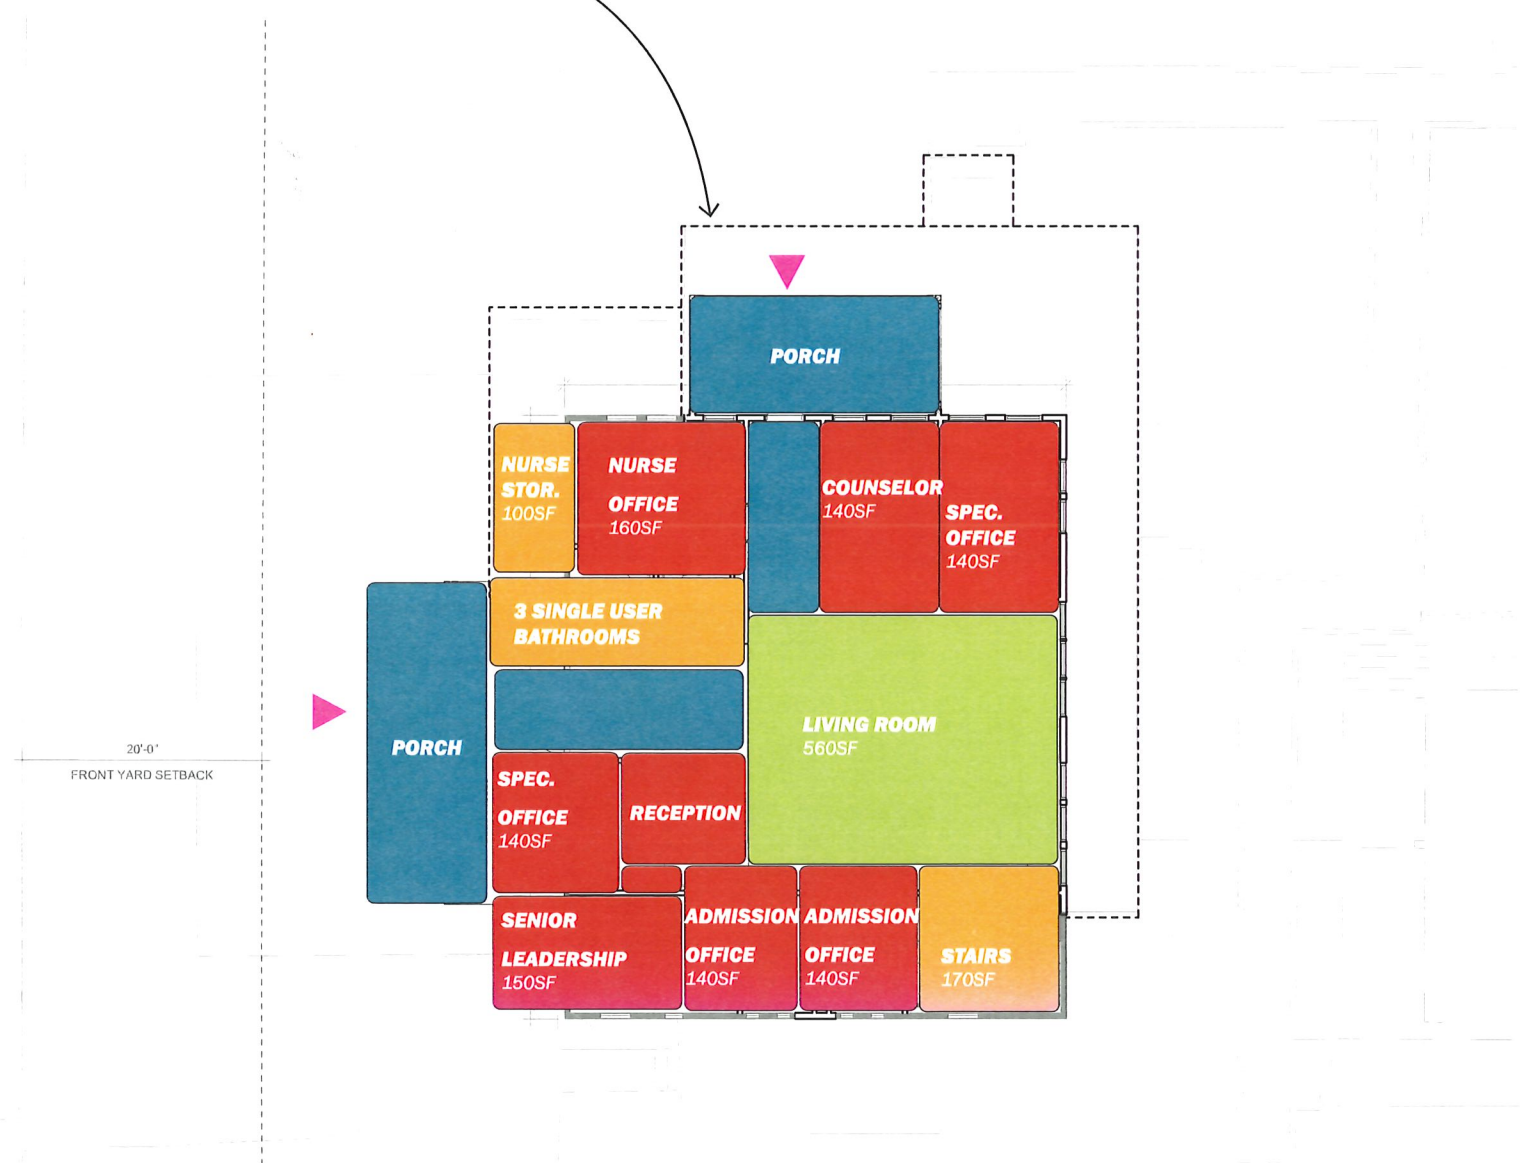 PORCH
NURSE
STOR.
100SF
NURSE
OFFICE
160SF
COUNSELOR
140SF
SPEC.
OFFICE
140SF
3 SINGLE USER
BATHROOMS
LIVING ROOM
560SF
PORCH
20'-0"
FRONT YARD SETBACK
SPEC.
OFFICE
140SF
RECEPTION
SENIOR
LEADERSHIP
150SF
ADMISSION
OFFICE
140SF
ADMISSION
OFFICE
140SF
STAIRS
170SF